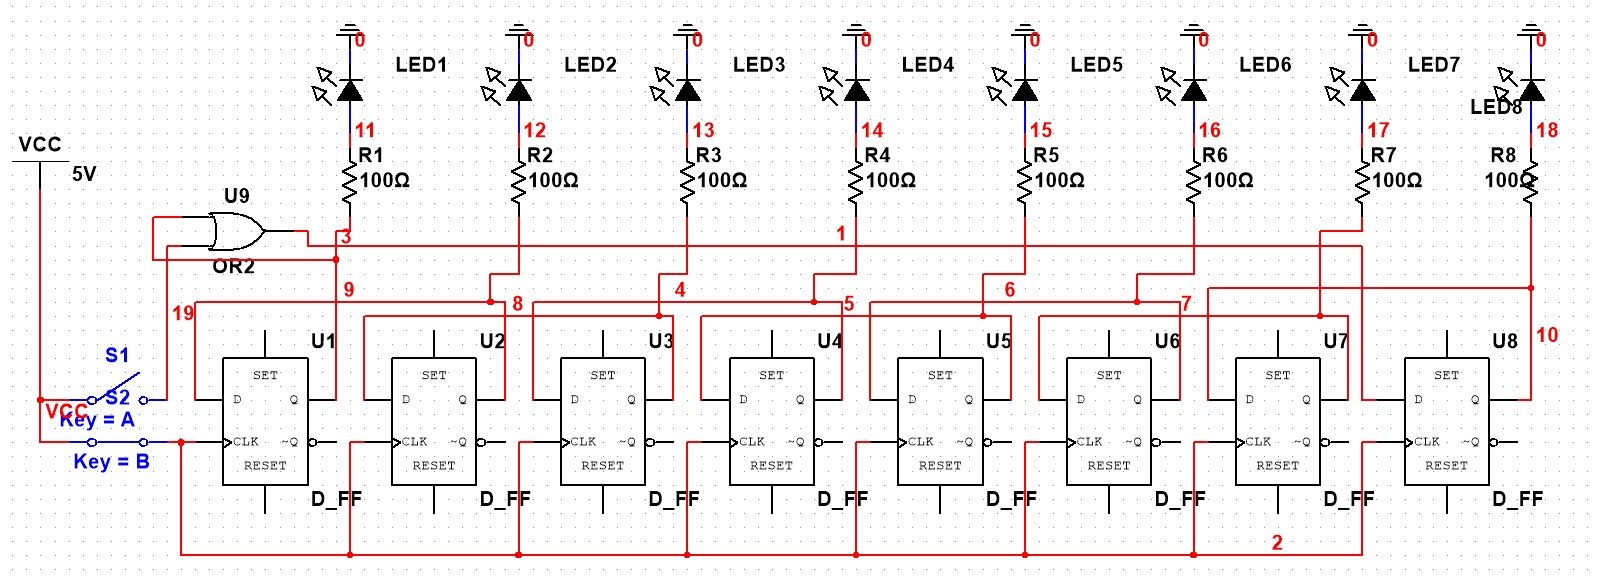 0 0 0 0 0 0 0 0
LED1 LED2 LED3 LED4 LED5 LED6 LED7 LED8
11 12 13 14 15 16 17 18
VCC
5V
R1 R2 R3 R4 R5 R6 R7 R8
100Ω 100Ω 100Ω 100Ω 100Ω 100Ω 100Ω 100Ω
U9
OR2
3 1
9 8 4 5 6 7
19
10
U1 U2 U3 U4 U5 U6 U7 U8
S1
SET SET SET SET SET SET SET SET
S2
D Q D Q D Q D Q D Q D Q D Q D Q
VCC
Key = A
CLK ~Q CLK ~Q CLK ~Q CLK ~Q CLK ~Q CLK ~Q CLK ~Q CLK ~Q
Key = B
RESET RESET RESET RESET RESET RESET RESET RESET
D_FF D_FF D_FF D_FF D_FF D_FF D_FF D_FF
2